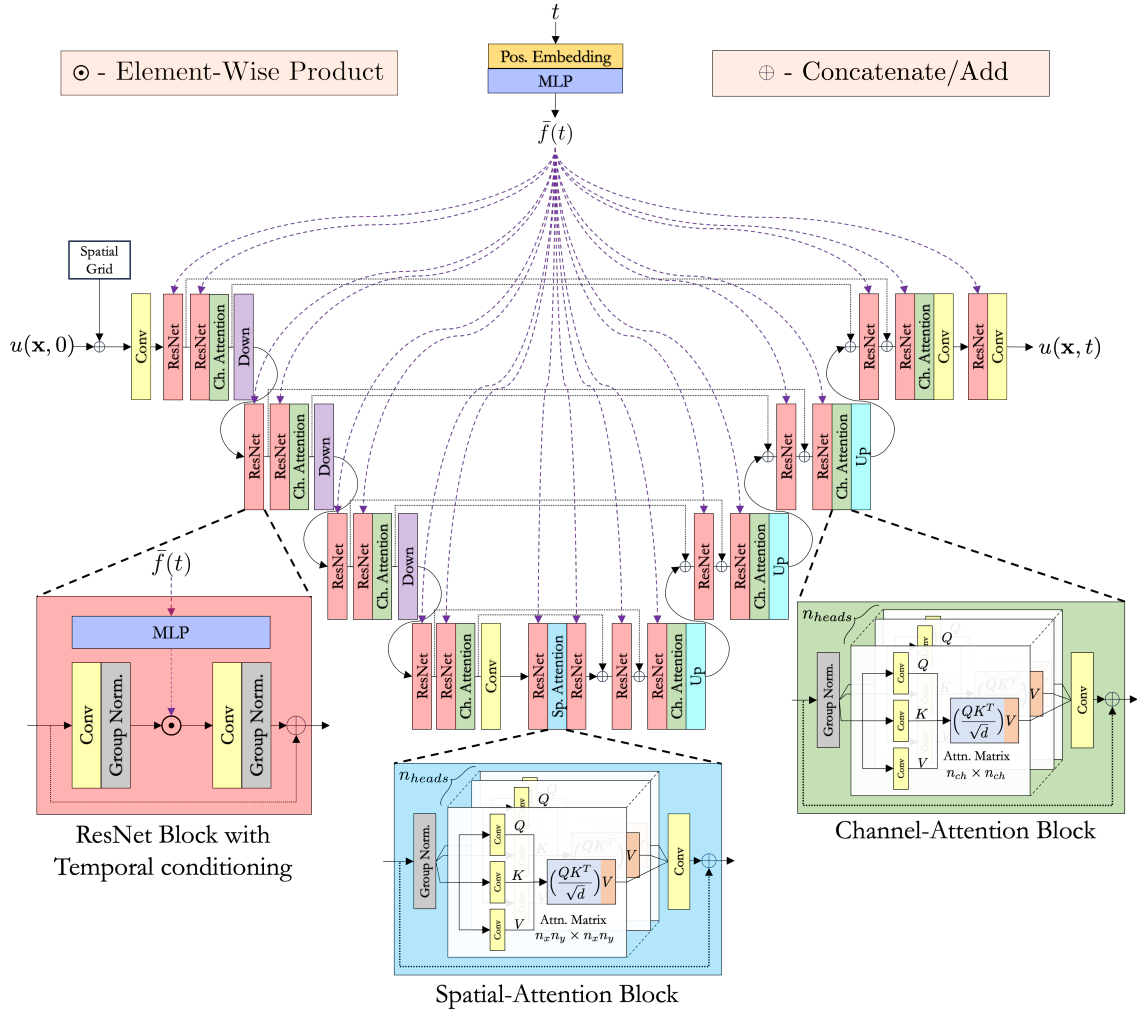 t
⊙ - Element-Wise Product
Pos. Embedding
MLP
⊕ - Concatenate/Add
f̄(t)
Spatial
Grid
u(x, 0)
Conv
ResNet
ResNet
Ch. Attention
Down
ResNet
ResNet
Ch. Attention
Conv
ResNet
Conv
u(x, t)
ResNet
ResNet
Ch. Attention
Down
ResNet
ResNet
Ch. Attention
Up
ResNet
ResNet
Ch. Attention
Down
ResNet
ResNet
Ch. Attention
Up
ResNet
ResNet
Ch. Attention
Conv
ResNet
Sp. Attention
ResNet
ResNet
ResNet
Ch. Attention
Up
f̄(t)
MLP
Conv
Group Norm.
Conv
Group Norm.
ResNet Block with
Temporal conditioning
n_heads
Group Norm.
Conv
Q
Conv
Q
Conv
K
Conv
V
(QK^T/√d)V
V
Attn. Matrix
n_x n_y × n_x n_y
Conv
Spatial-Attention Block
n_heads
Group Norm.
Conv
Q
Conv
Q
Conv
K
Conv
V
(QK^T/√d)V
V
Attn. Matrix
n_ch × n_ch
Conv
Channel-Attention Block